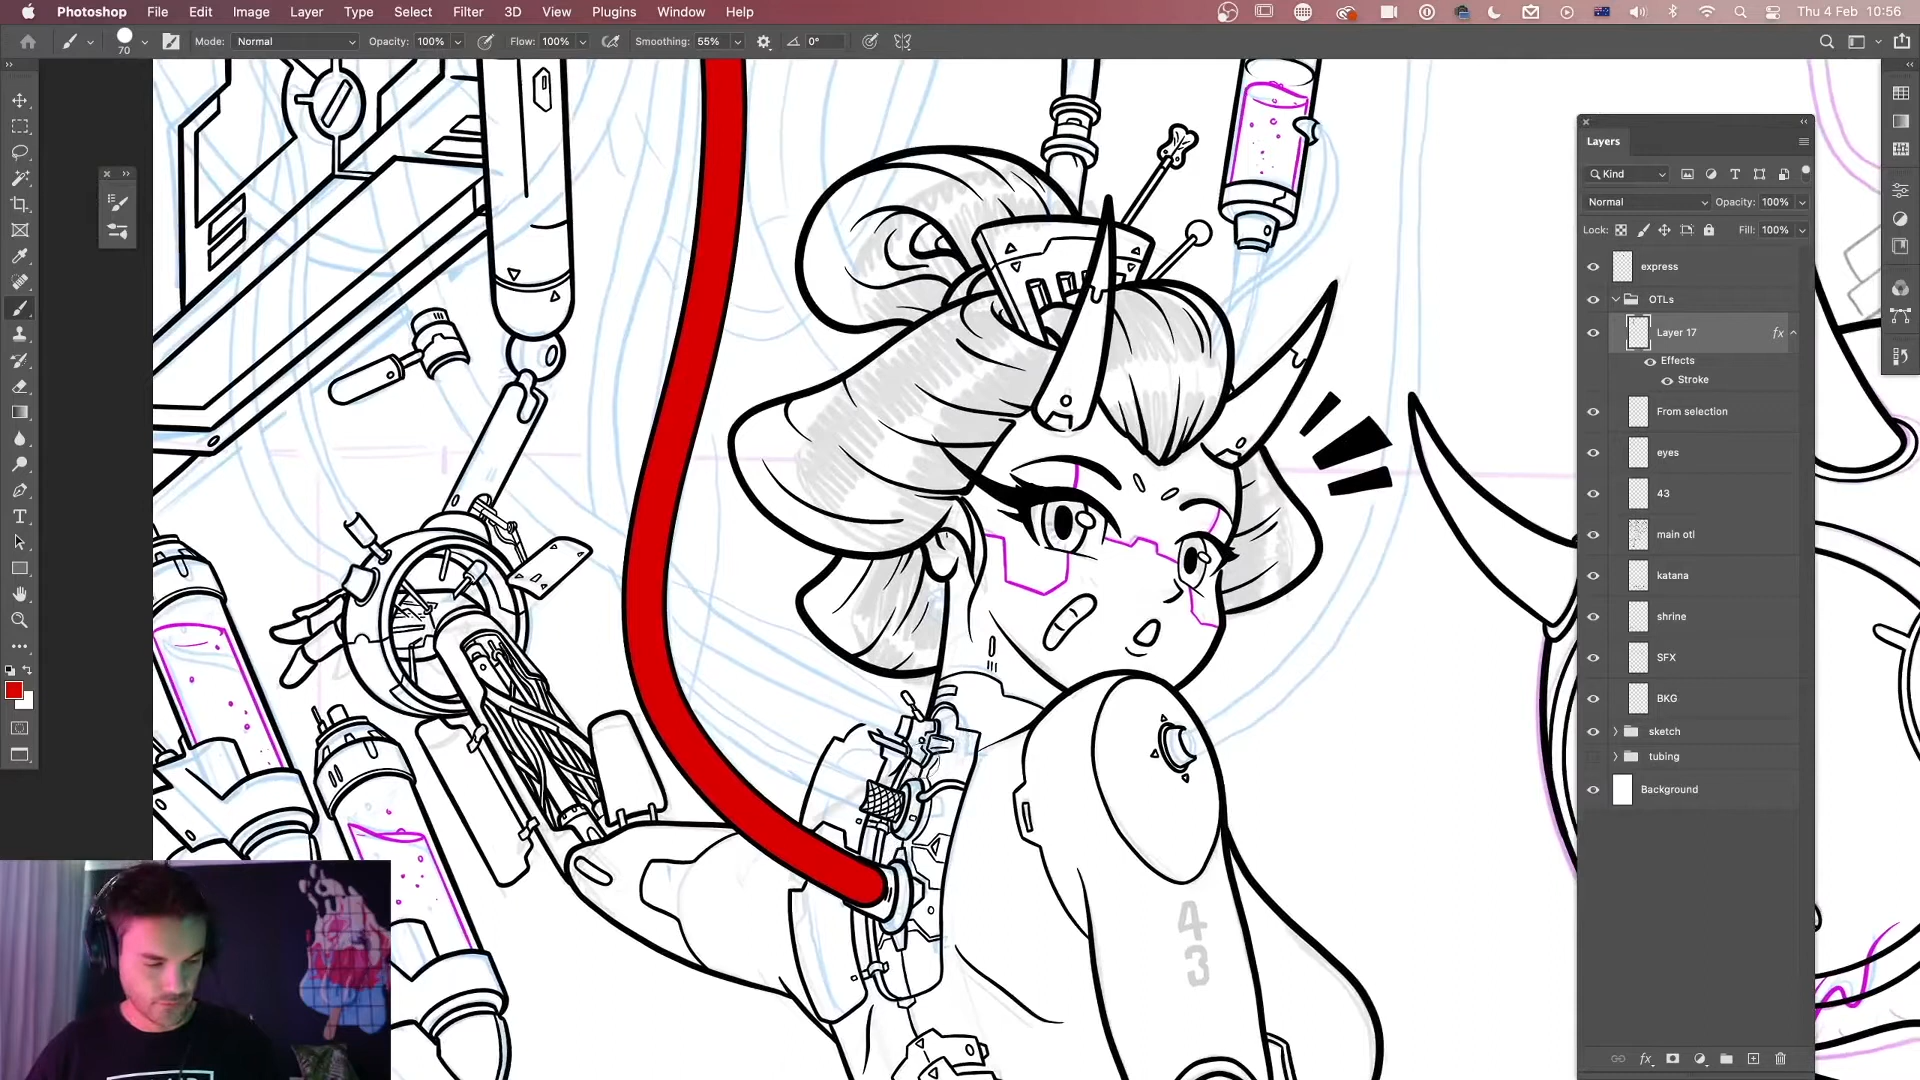 Photoshop File Edit Image Layer Type Select Filter 3D View Plugins Window Help Thu 4 Feb 10:56
70 Mode: Normal Opacity: 100% Flow: 100% Smoothing: 55% 0°
Layers
Kind
Normal Opacity: 100%
Lock: Fill: 100%
express
OTLs
Layer 17 fx
Effects
Stroke
From selection
eyes
43
main otl
katana
shrine
SFX
BKG
sketch
tubing
Background
4
3
fx